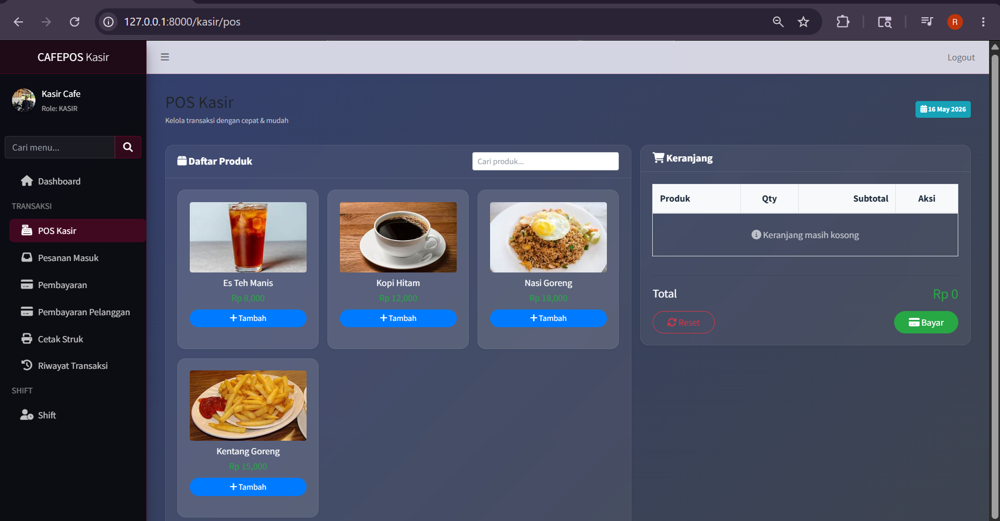 127.0.0.1:8000/kasir/pos
R
CAFEPOS Kasir
Logout
Kasir Cafe
Role: KASIR
Cari menu...
Dashboard
TRANSAKSI
POS Kasir
Pesanan Masuk
Pembayaran
Pembayaran Pelanggan
Cetak Struk
Riwayat Transaksi
SHIFT
Shift
POS Kasir
Kelola transaksi dengan cepat & mudah
16 May 2026
Daftar Produk
Cari produk...
Es Teh Manis
Rp 8,000
Tambah
Kopi Hitam
Rp 12,000
Tambah
Nasi Goreng
Rp 18,000
Tambah
Kentang Goreng
Rp 15,000
Tambah
Keranjang
Produk Qty Subtotal Aksi
Keranjang masih kosong
Total Rp 0
Reset Bayar